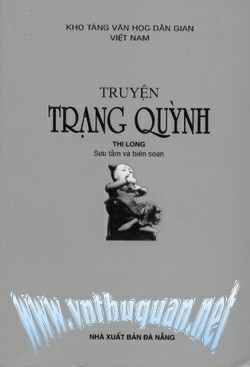 KHO TÀNG VĂN HỌC DÂN GIAN
VIỆT NAM
TRUYỆN
TRẠNG QUỲNH
THI LONG
Sưu tầm và biên soạn
www.vnthuquan.net
NHÀ XUẤT BẢN ĐÀ NẴNG